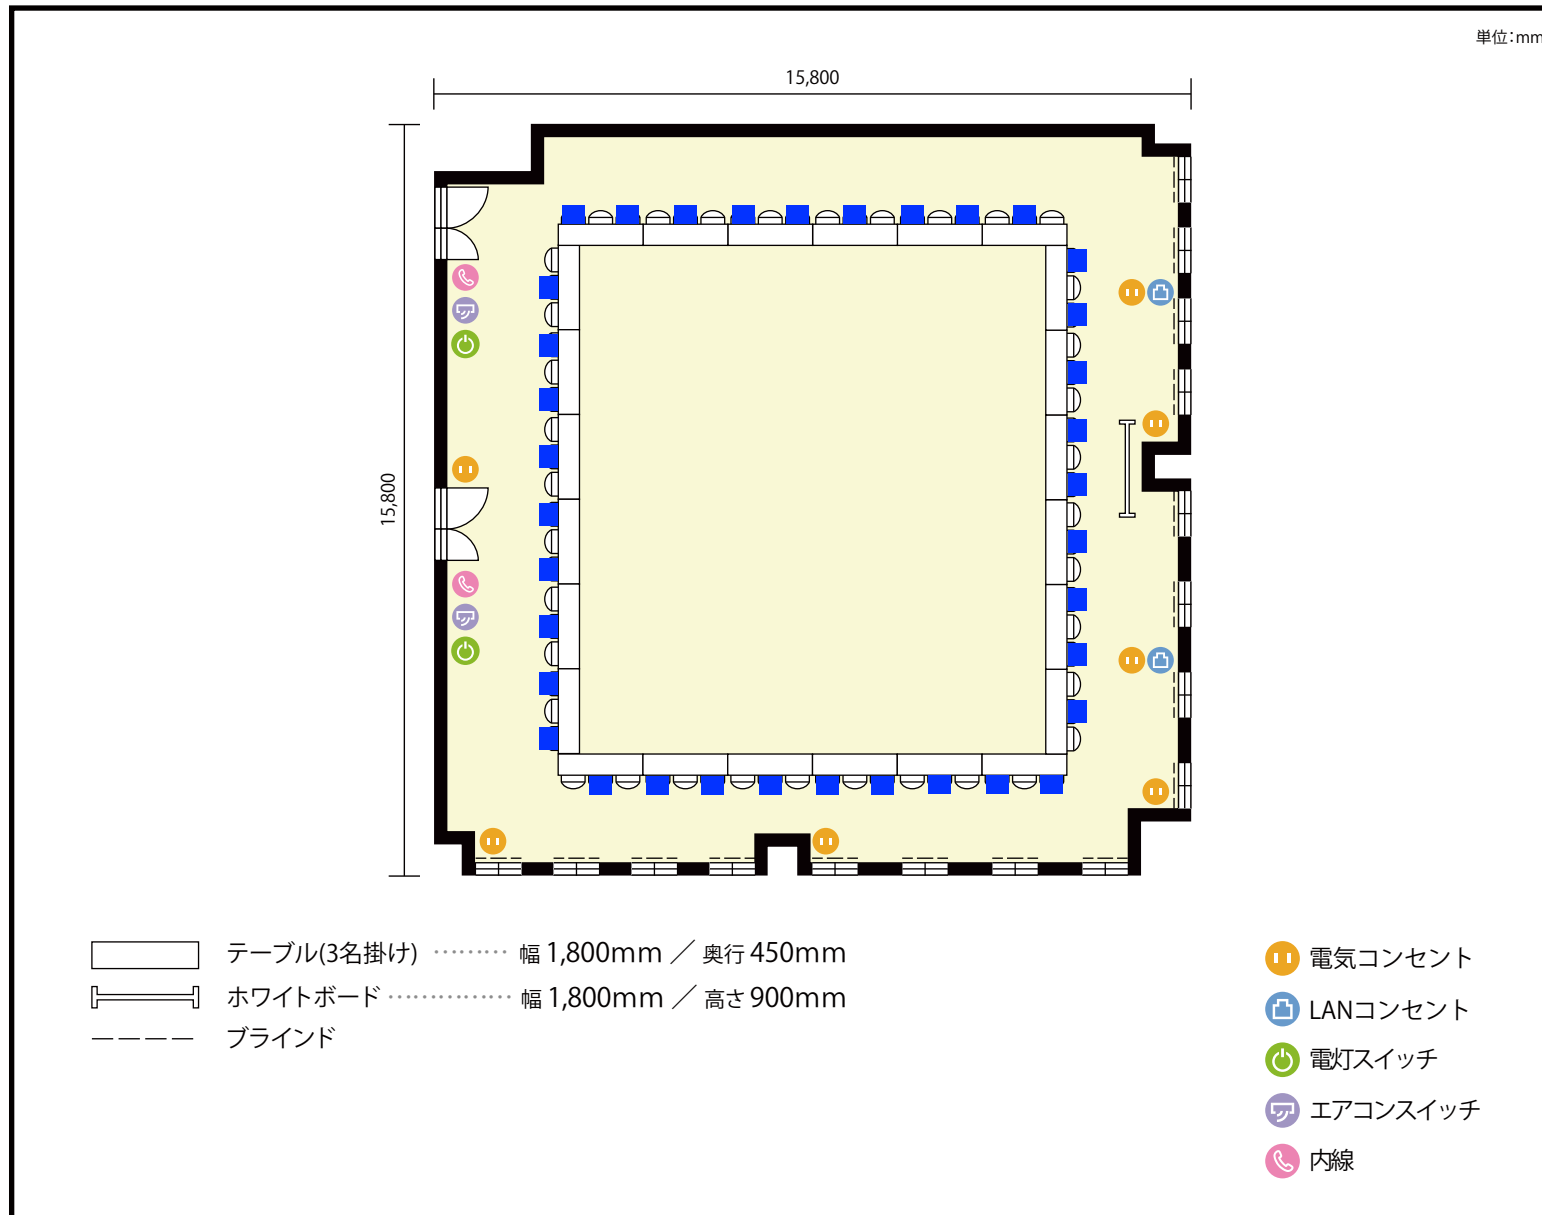 単位:mm
15,800
15,800
テーブル(3名掛け) ……… 幅 1,800mm ／ 奥行 450mm
ホワイトボード …………… 幅 1,800mm ／ 高さ 900mm
ブラインド
電気コンセント
LANコンセント
電灯スイッチ
エアコンスイッチ
内線